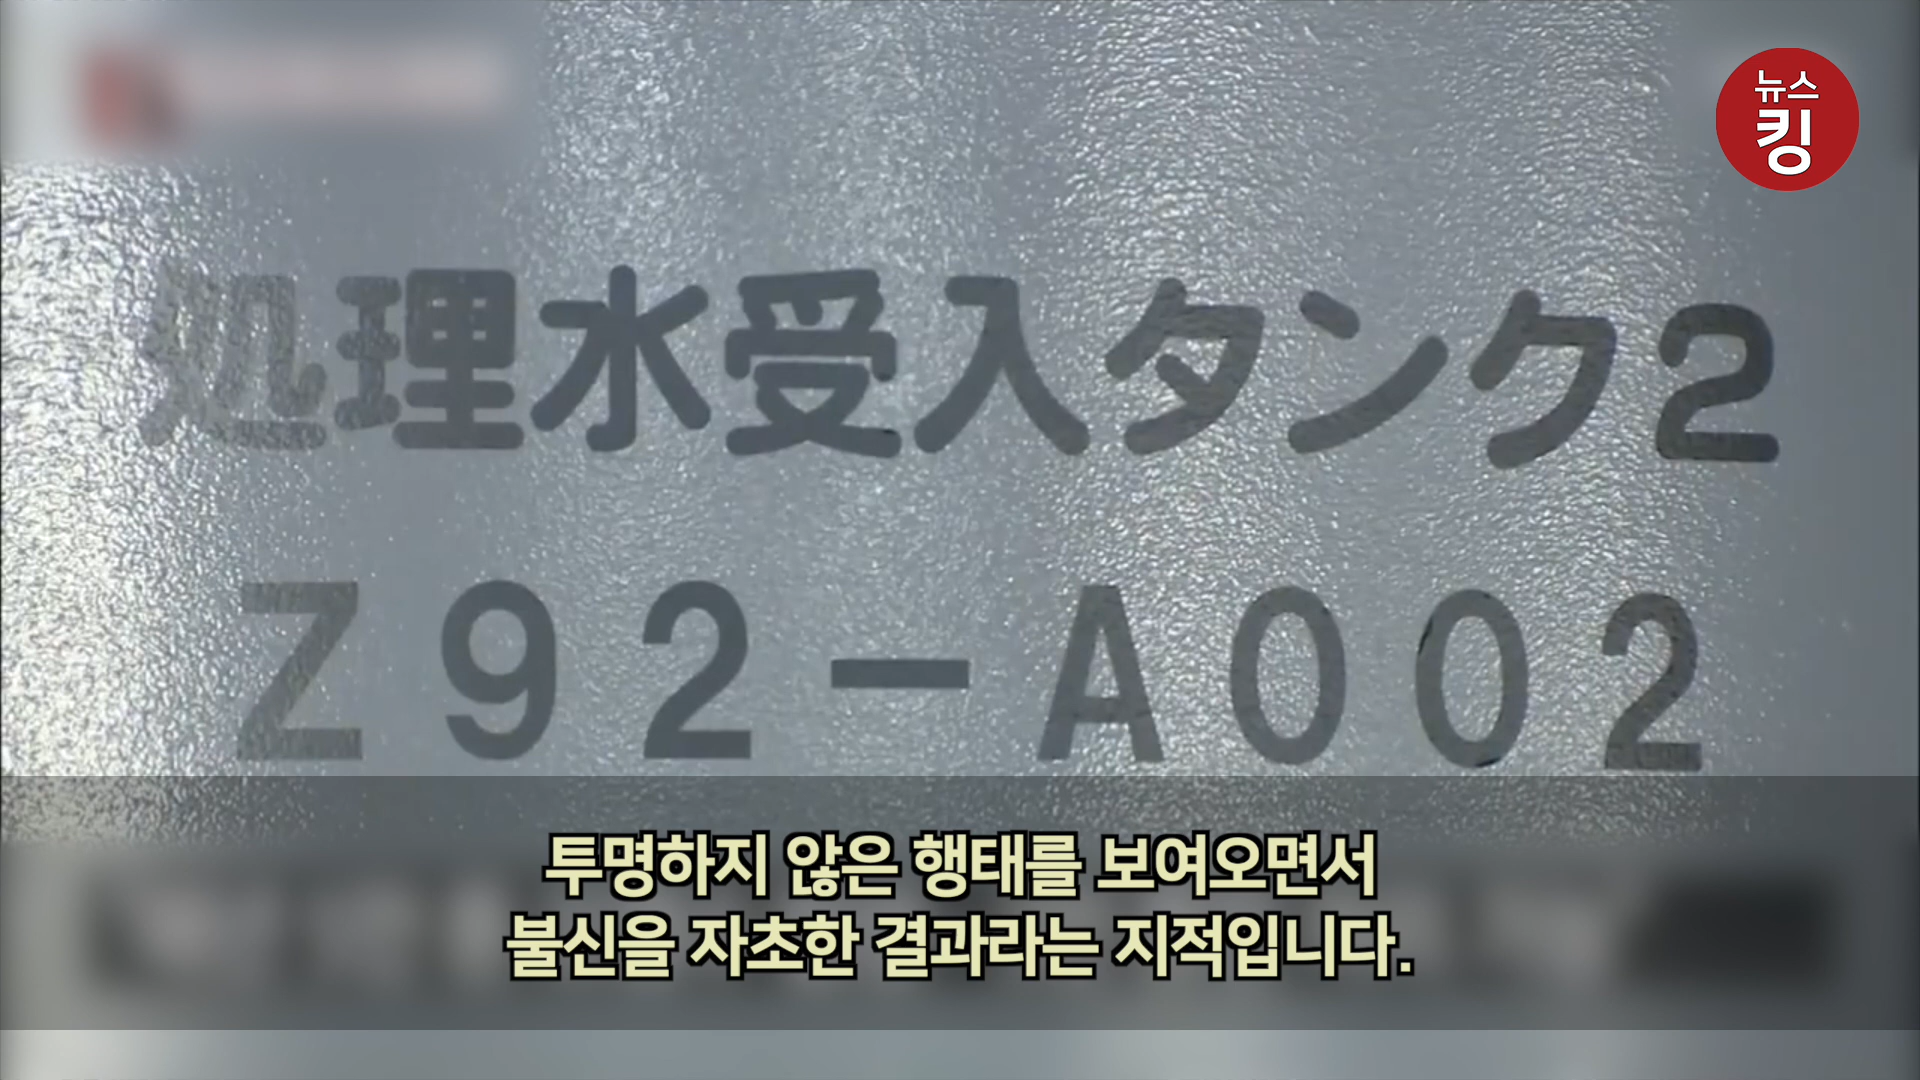 뉴스
킹
処理水受入タンク2
Z92-A002
투명하지 않은 행태를 보여오면서
불신을 자초한 결과라는 지적입니다.